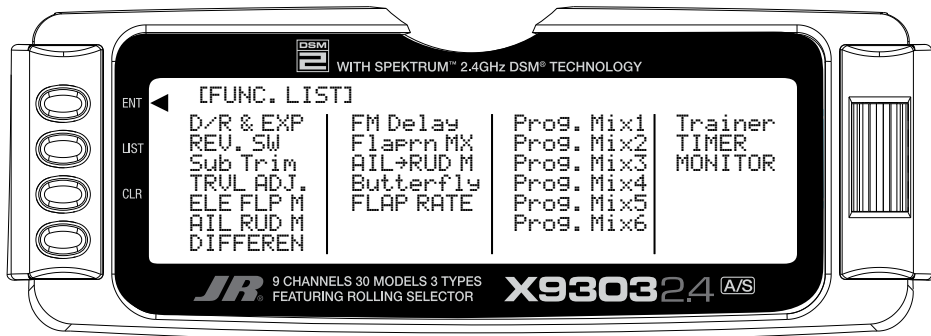 DSM
2 WITH SPEKTRUM™ 2.4GHz DSM® TECHNOLOGY
ENT
LIST
CLR
[FUNC. LIST]
D/R & EXP
REV. SW
Sub Trim
TRVL ADJ.
ELE FLP M
AIL RUD M
DIFFEREN
FM Delay
Flaprn MX
AIL→RUD M
Butterfly
FLAP RATE
Prog. Mix1
Prog. Mix2
Prog. Mix3
Prog. Mix4
Prog. Mix5
Prog. Mix6
Trainer
TIMER
MONITOR
JR®
9 CHANNELS 30 MODELS 3 TYPES
FEATURING ROLLING SELECTOR
X9303 2.4 A/S